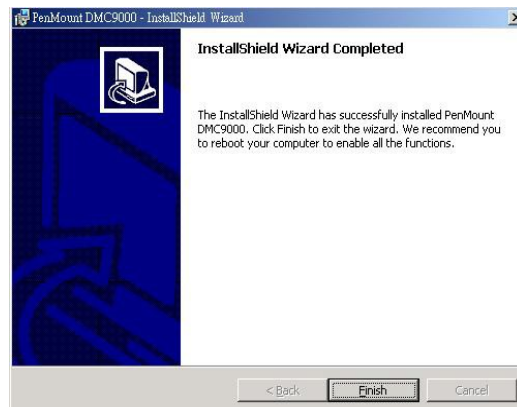 PenMount DMC9000 - InstallShield Wizard
InstallShield Wizard Completed
The InstallShield Wizard has successfully installed PenMount
DMC9000. Click Finish to exit the wizard. We recommend you
to reboot your computer to enable all the functions.
< Back Finish Cancel